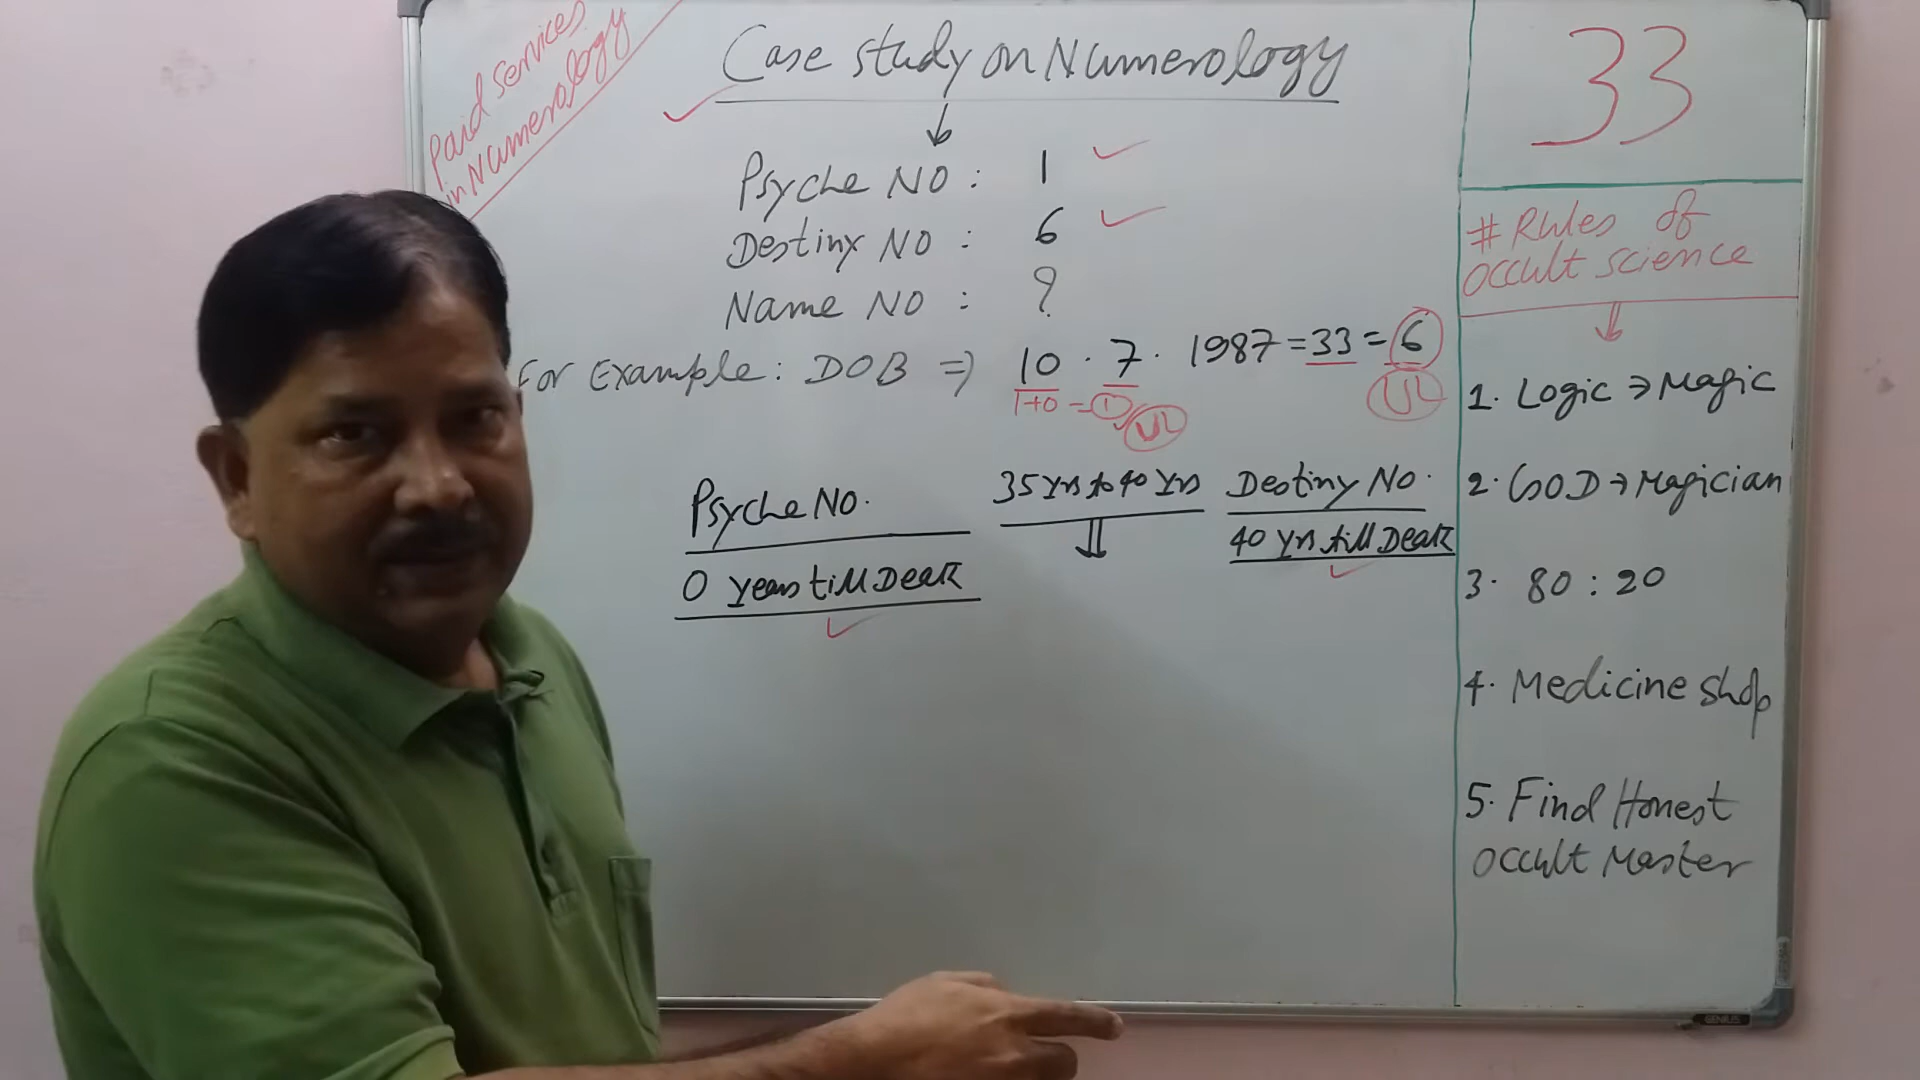 Paid services
in Numerology
Case study on Numerology
Psyche NO : 1
Destiny NO : 6
Name NO : ?
For Example : DOB => 10 . 7 . 1987 = 33 = 6
1+0 = 1
Psyche NO.
0 Years till Death
35 Yrs to 40 Yrs
Destiny No.
40 Yrs till Death
33
# Rules of
occult science
1. Logic → Magic
2. GOD → Magician
3. 80 : 20
4. Medicine shop
5. Find Honest
occult Master
GENIUS